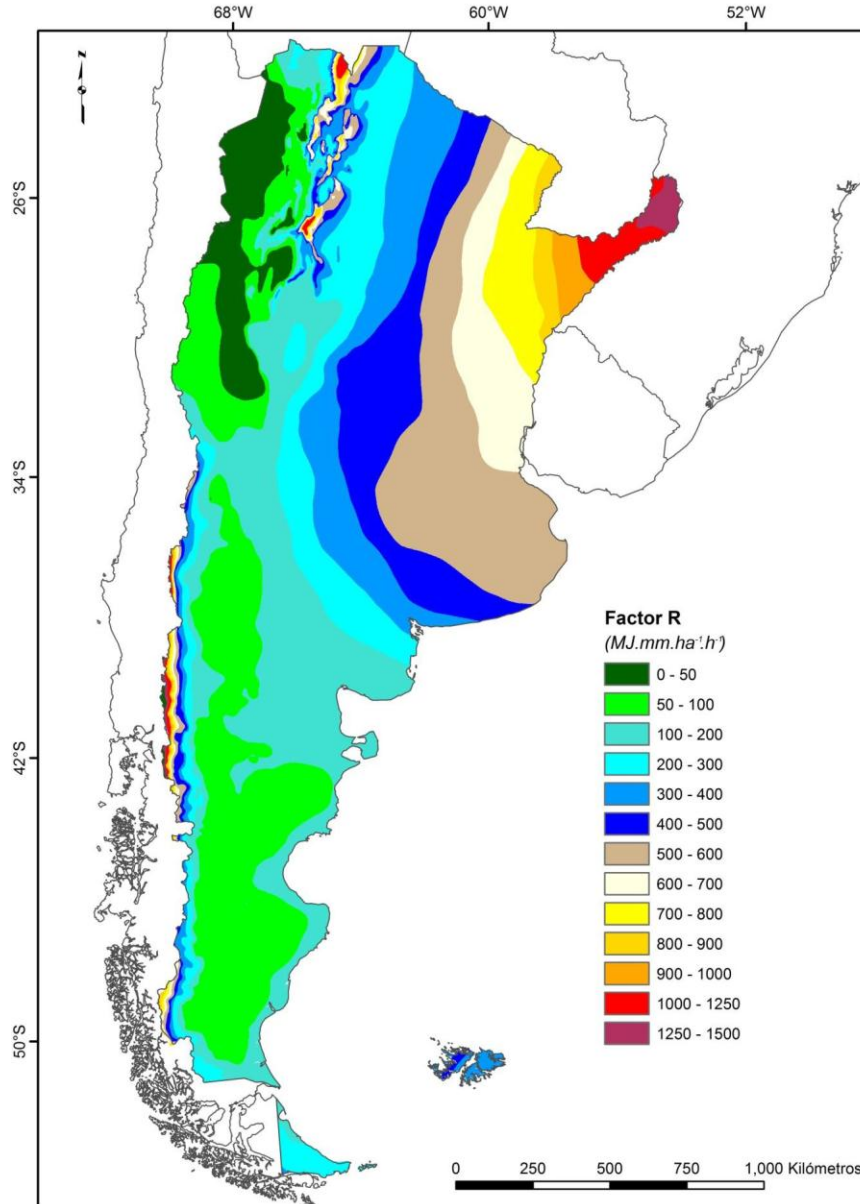 68°W 60°W 52°W
26°S
34°S
42°S
50°S
Z
Factor R
(MJ.mm.ha⁻¹.h⁻¹)
0 - 50
50 - 100
100 - 200
200 - 300
300 - 400
400 - 500
500 - 600
600 - 700
700 - 800
800 - 900
900 - 1000
1000 - 1250
1250 - 1500
0 250 500 750 1,000 Kilómetros